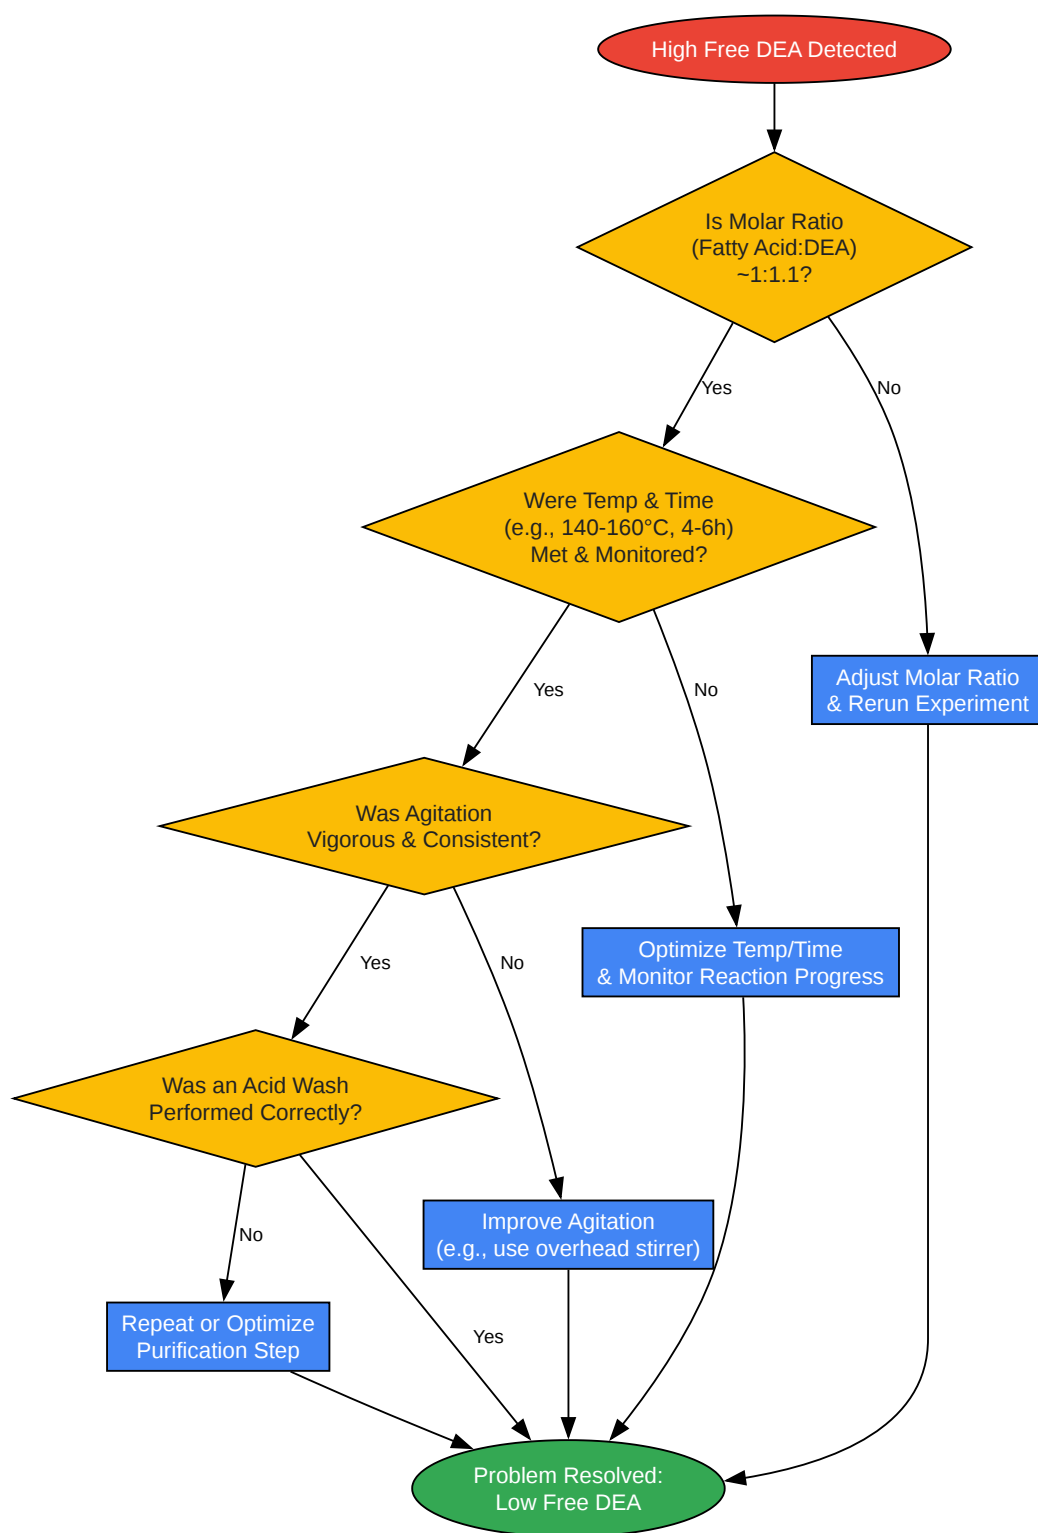 High Free DEA Detected
Is Molar Ratio
(Fatty Acid:DEA)
~1:1.1?
Yes
No
Were Temp & Time
(e.g., 140-160°C, 4-6h)
Met & Monitored?
Adjust Molar Ratio
& Rerun Experiment
Yes
No
Was Agitation
Vigorous & Consistent?
Optimize Temp/Time
& Monitor Reaction Progress
Yes
No
Was an Acid Wash
Performed Correctly?
Improve Agitation
(e.g., use overhead stirrer)
No
Yes
Repeat or Optimize
Purification Step
Problem Resolved:
Low Free DEA